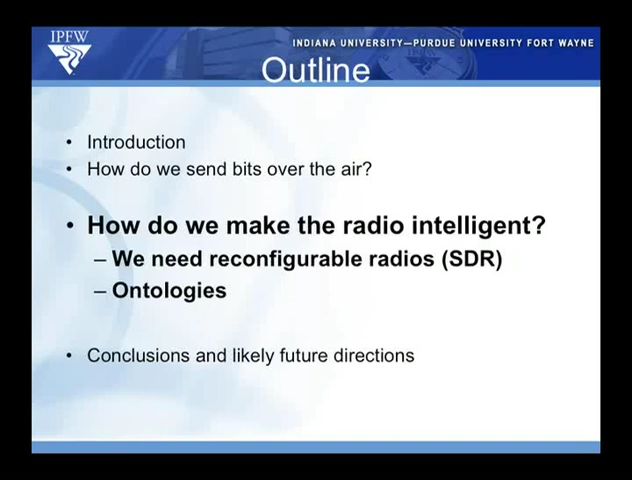 IPFW
INDIANA UNIVERSITY—PURDUE UNIVERSITY FORT WAYNE
Outline
• Introduction
• How do we send bits over the air?
• How do we make the radio intelligent?
– We need reconfigurable radios (SDR)
– Ontologies
• Conclusions and likely future directions